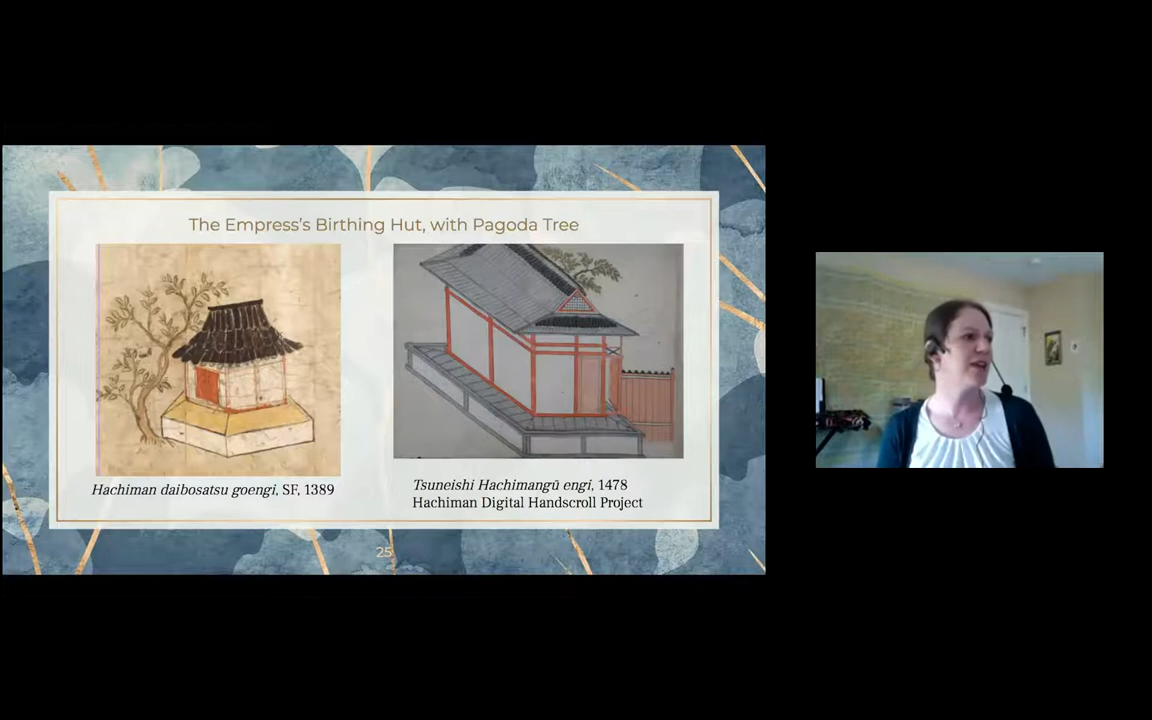 The Empress's Birthing Hut, with Pagoda Tree
Hachiman daibosatsu goengi, SF, 1389
Tsuneishi Hachimangū engi, 1478
Hachiman Digital Handscroll Project
25